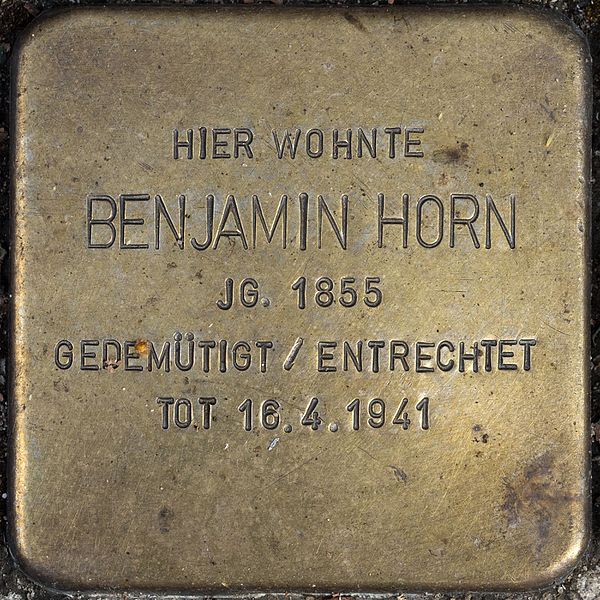 HIER WOHNTE
BENJAMIN HORN
JG. 1855
GEDEMÜTIGT / ENTRECHTET
TOT 16.4.1941